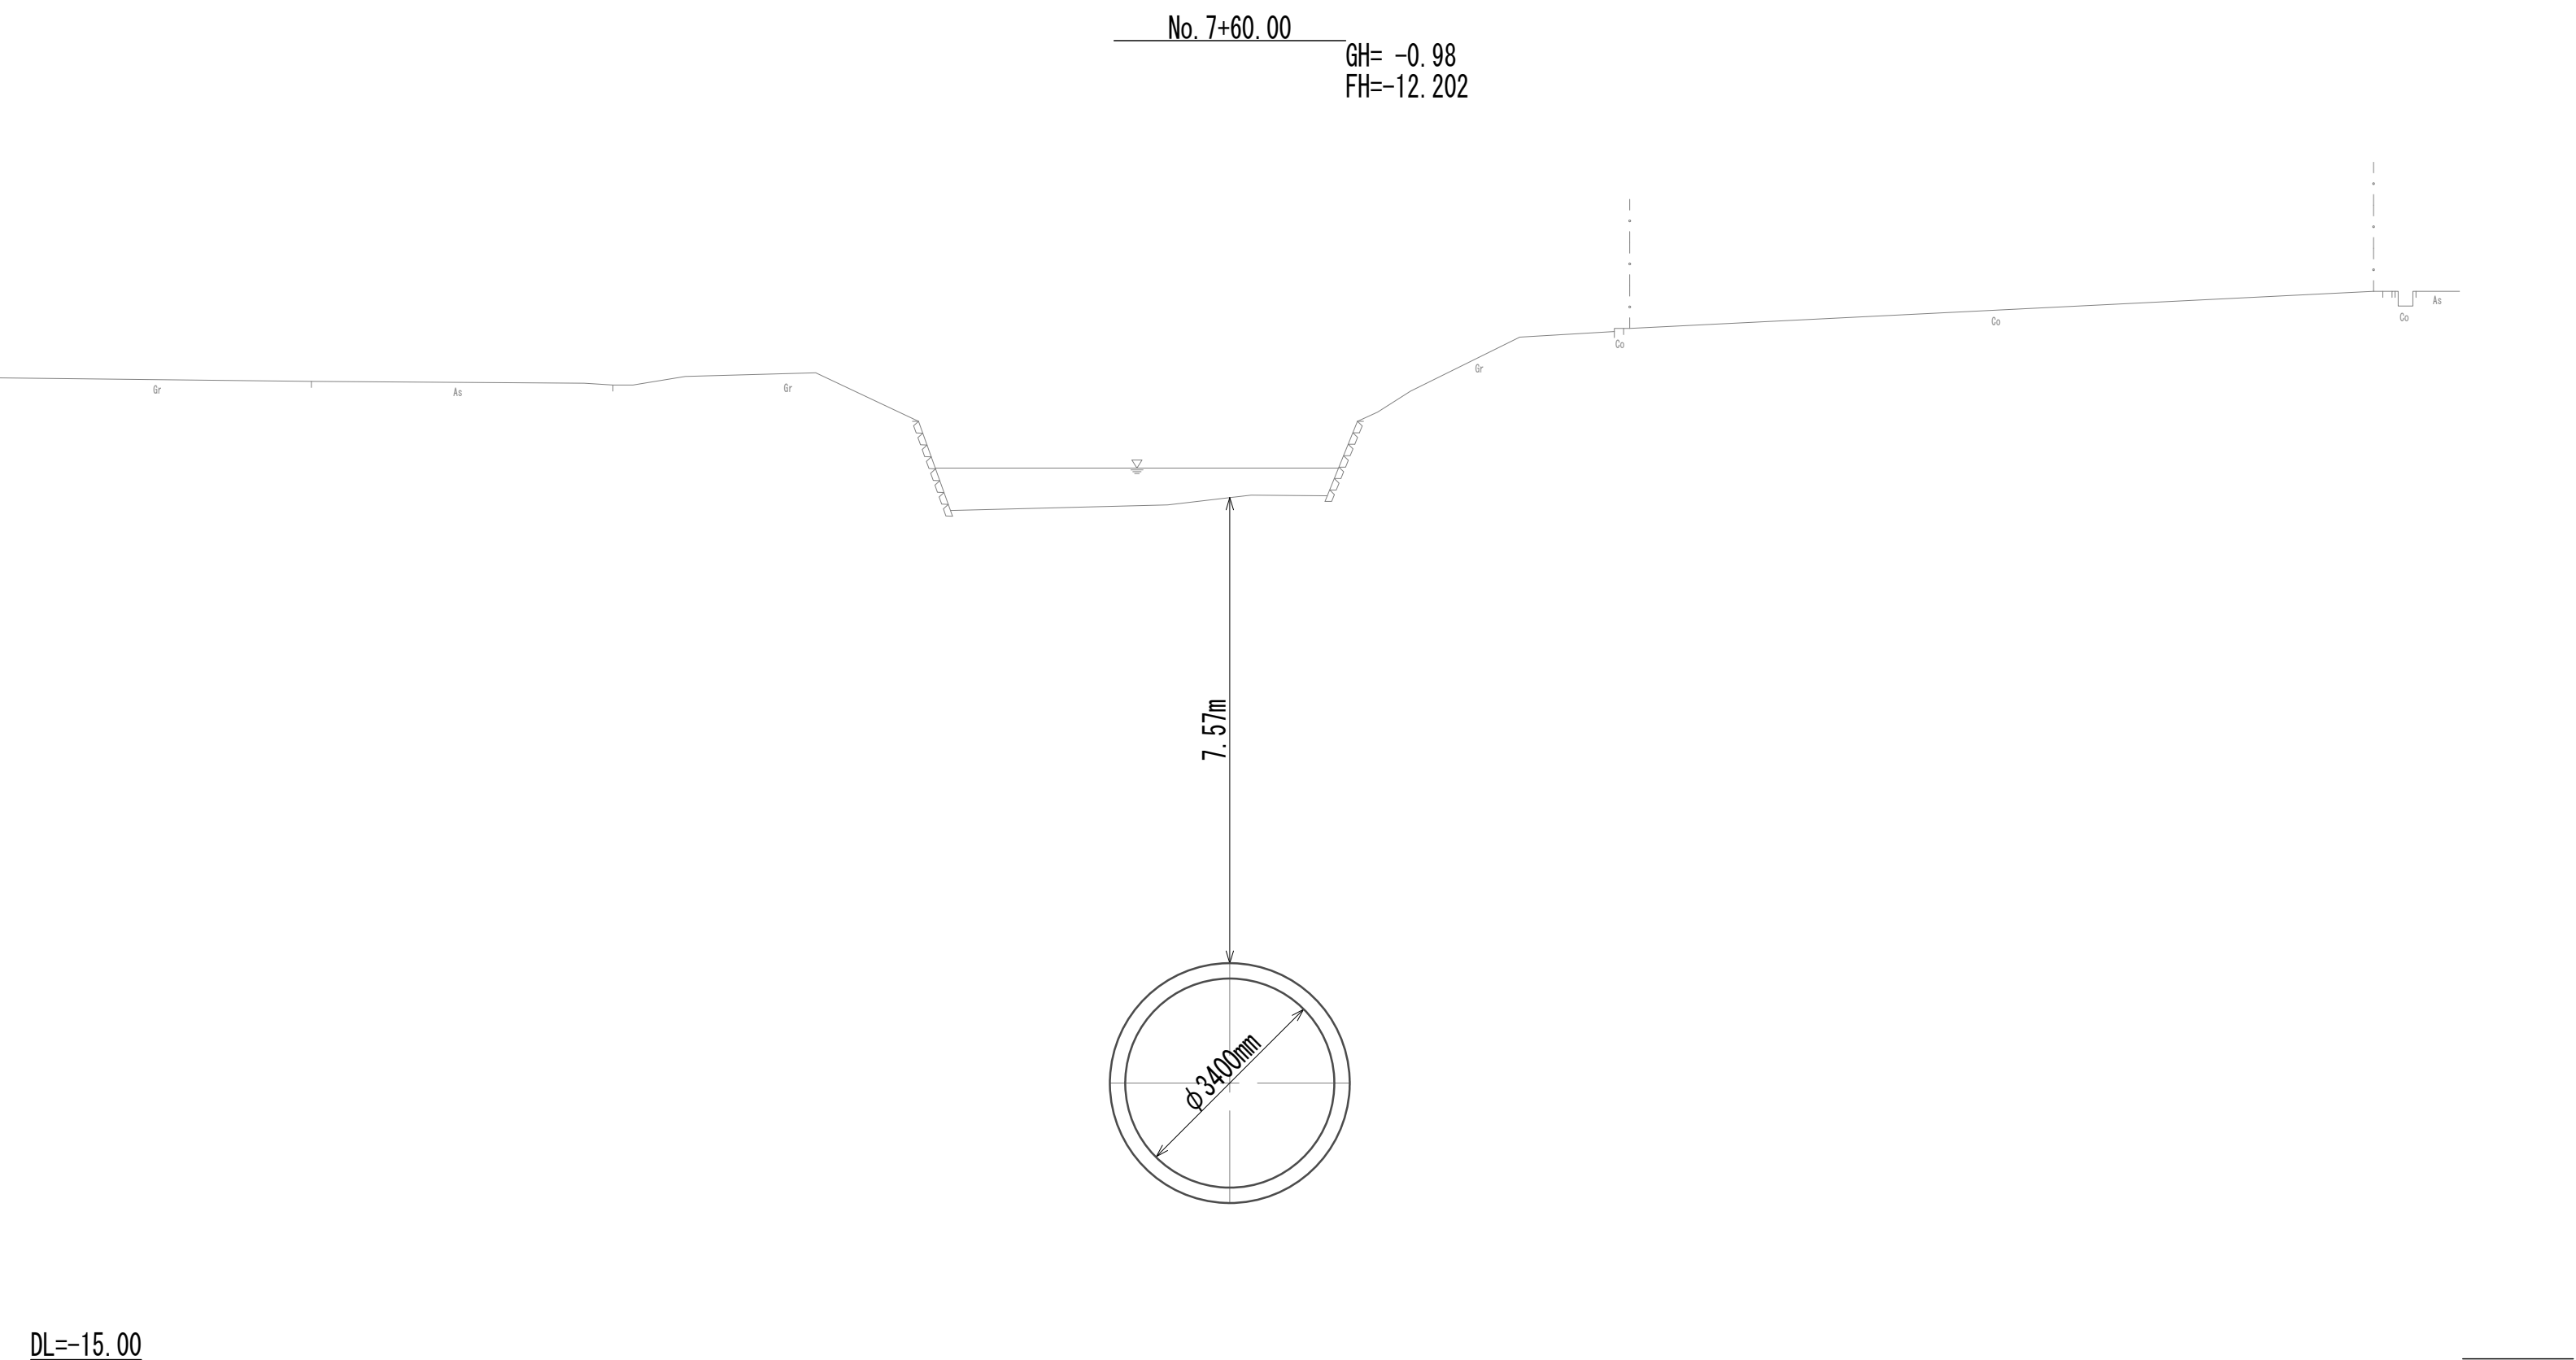 No.7+60.00
GH= -0.98
FH=-12.202
As
Co
Co
Co
Gr
Gr
As
Gr
7.57m
φ3400mm
DL=-15.00